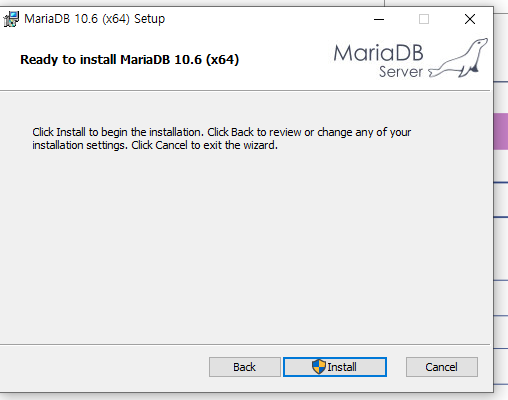 MariaDB 10.6 (x64) Setup
Ready to install MariaDB 10.6 (x64)
MariaDB
Server
Click Install to begin the installation. Click Back to review or change any of your
installation settings. Click Cancel to exit the wizard.
Back
Install
Cancel